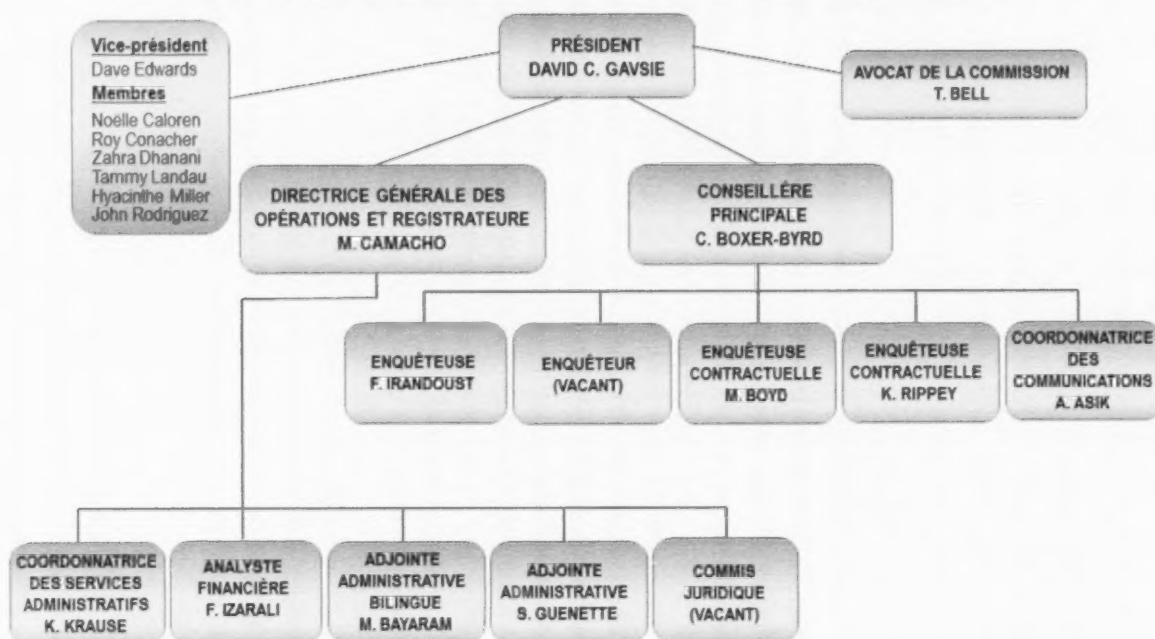 Vice-président
Dave Edwards
Membres
Noëlle Caloren
Roy Conacher
Zahra Dhanani
Tammy Landau
Hyacinthe Miller
John Rodriguez
PRÉSIDENT
DAVID C. GAVSIE
AVOCAT DE LA COMMISSION
T. BELL
DIRECTRICE GÉNÉRALE DES
OPÉRATIONS ET REGISTRATEURE
M. CAMACHO
CONSEILLÈRE
PRINCIPALE
C. BOXER-BYRD
ENQUÊTEUSE
F. IRANDOUST
ENQUÊTEUR
(VACANT)
ENQUÊTEUSE
CONTRACTUELLE
M. BOYD
ENQUÊTEUSE
CONTRACTUELLE
K. RIPPEY
COORDONNATRICE
DES
COMMUNICATIONS
A. ASIK
COORDONNATRICE
DES SERVICES
ADMINISTRATIFS
K. KRAUSE
ANALYSTE
FINANCIÈRE
F. IZARALI
ADJOINTE
ADMINISTRATIVE
BILINGUE
M. BAYARAM
ADJOINTE
ADMINISTRATIVE
S. GUENETTE
COMMIS
JURIDIQUE
(VACANT)